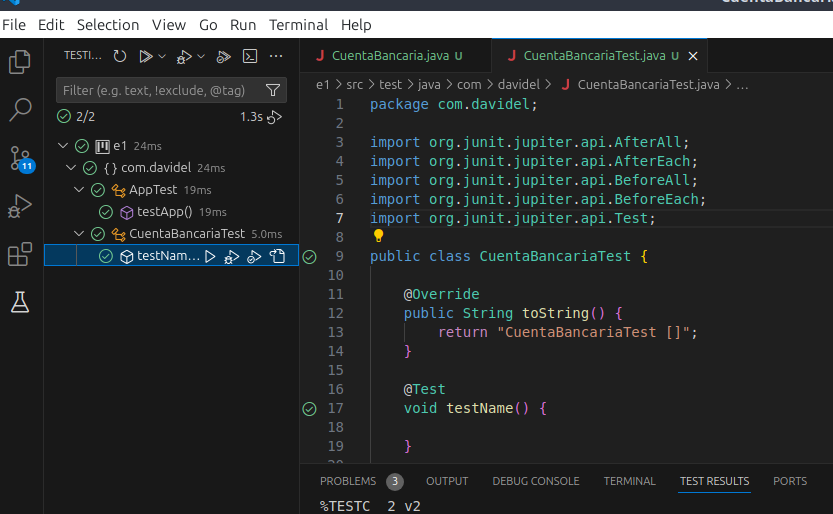 CuentaBancaria
File Edit Selection View Go Run Terminal Help
TESTI... ...
CuentaBancaria.java U
CuentaBancariaTest.java U
Filter (e.g. text, !exclude, @tag)
2/2 1.3s
e1 24ms
com.davidel 24ms
AppTest 19ms
testApp() 19ms
CuentaBancariaTest 5.0ms
testNam...
11
e1 > src > test > java > com > davidel > CuentaBancariaTest.java > ...
1 package com.davidel;
2
3 import org.junit.jupiter.api.AfterAll;
4 import org.junit.jupiter.api.AfterEach;
5 import org.junit.jupiter.api.BeforeAll;
6 import org.junit.jupiter.api.BeforeEach;
7 import org.junit.jupiter.api.Test;
8
9 public class CuentaBancariaTest {
10
11 @Override
12 public String toString() {
13 return "CuentaBancariaTest []";
14 }
15
16 @Test
17 void testName() {
18
19 }
PROBLEMS 3 OUTPUT DEBUG CONSOLE TERMINAL TEST RESULTS PORTS
%TESTC 2 v2